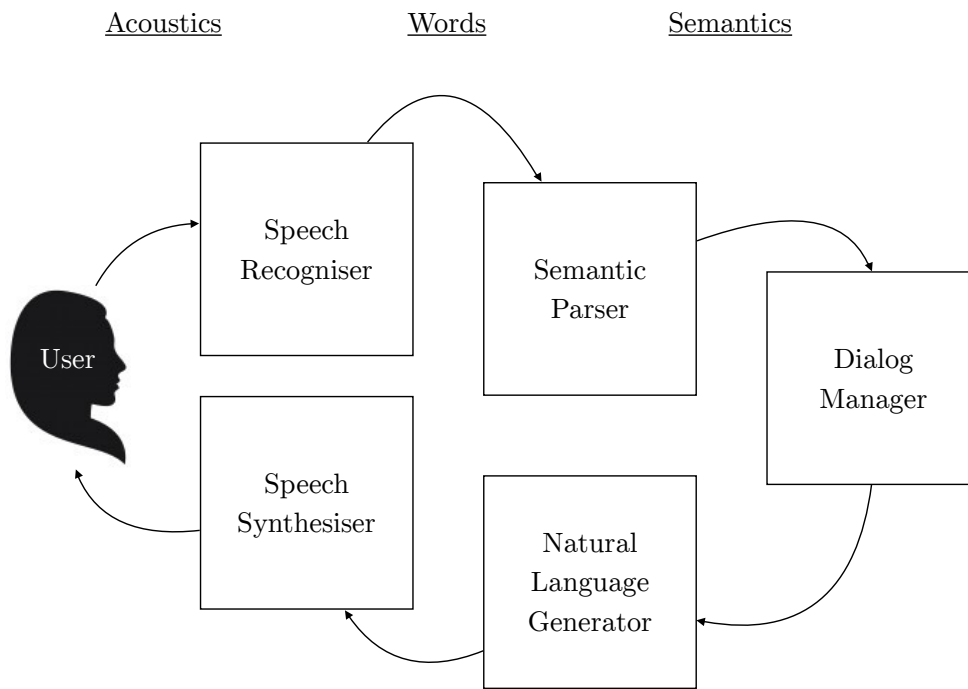 Acoustics Words Semantics
Speech
Recogniser
Semantic
Parser
User
Dialog
Manager
Speech
Synthesiser
Natural
Language
Generator